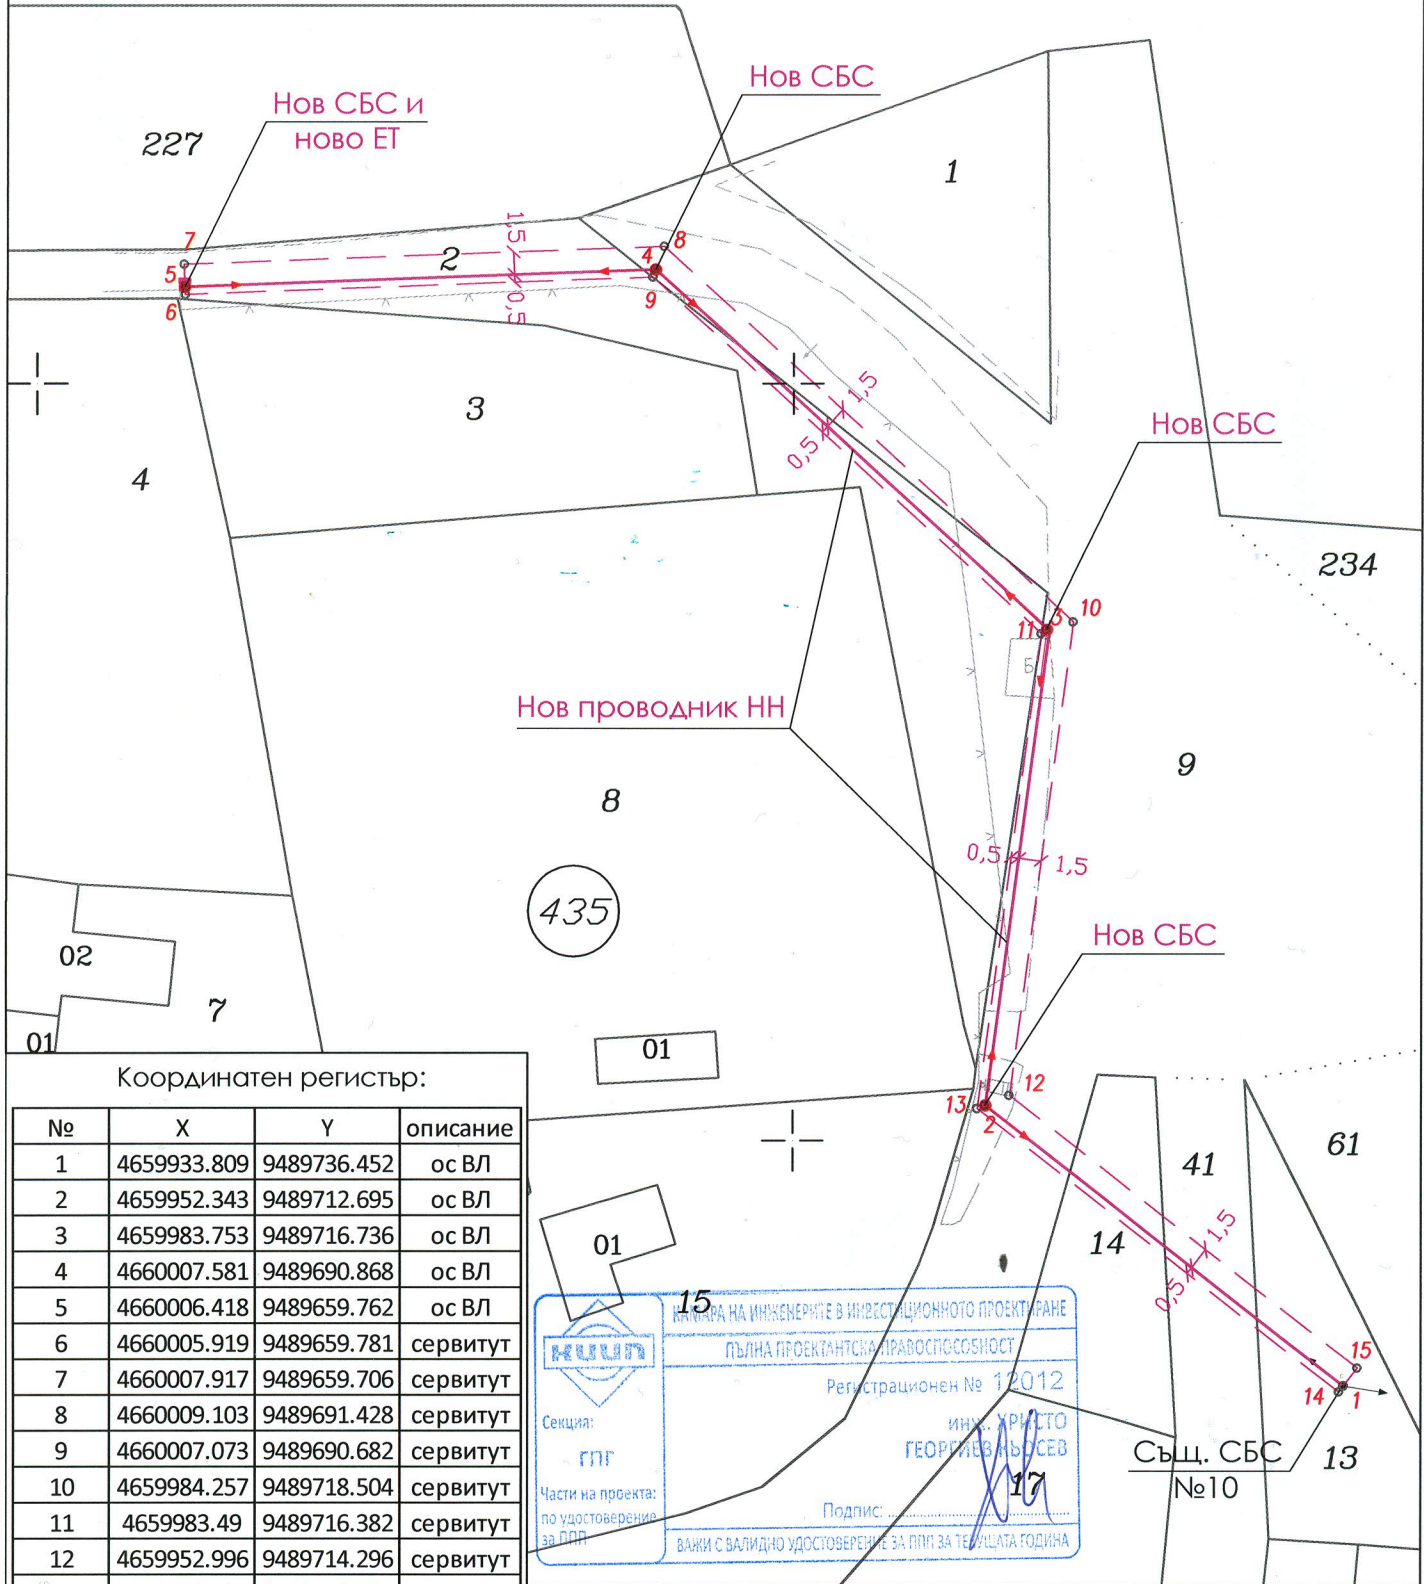 Нов СБС
Нов СБС и
ново ЕТ
227
1
1,5
7
8
2
4
5
9
6
0,5
1,5
3
0,5
Нов СБС
4
234
10
3
11
Б
Нов проводник НН
9
8
0,5
1,5
435
Нов СБС
02
7
01
01
12
13
2
61
41
14
1,5
0,5
01
15
15
14
1
Същ. СБС
№10
13
17
Координатен регистър:
№ X Y описание
1 4659933.809 9489736.452 ос ВЛ
2 4659952.343 9489712.695 ос ВЛ
3 4659983.753 9489716.736 ос ВЛ
4 4660007.581 9489690.868 ос ВЛ
5 4660006.418 9489659.762 ос ВЛ
6 4660005.919 9489659.781 сервитут
7 4660007.917 9489659.706 сервитут
8 4660009.103 9489691.428 сервитут
9 4660007.073 9489690.682 сервитут
10 4659984.257 9489718.504 сервитут
11 4659983.49 9489716.382 сервитут
12 4659952.996 9489714.296 сервитут
КАМАРА НА ИНЖЕНЕРИТЕ В ИНВЕСТИЦИОННОТО ПРОЕКТИРАНЕ
ПЪЛНА ПРОЕКТАНТСКА ПРАВОСПОСОБНОСТ
КИИП
Регистрационен № 12012
Секция:
ГПГ
инж. ХРИСТО
ГЕОРГИЕВ
Части на проекта:
по удостоверение
за ППП
Подпис:
ВАЖИ С ВАЛИДНО УДОСТОВЕРЕНИЕ ЗА ППП ЗА ТЕКУЩАТА ГОДИНА